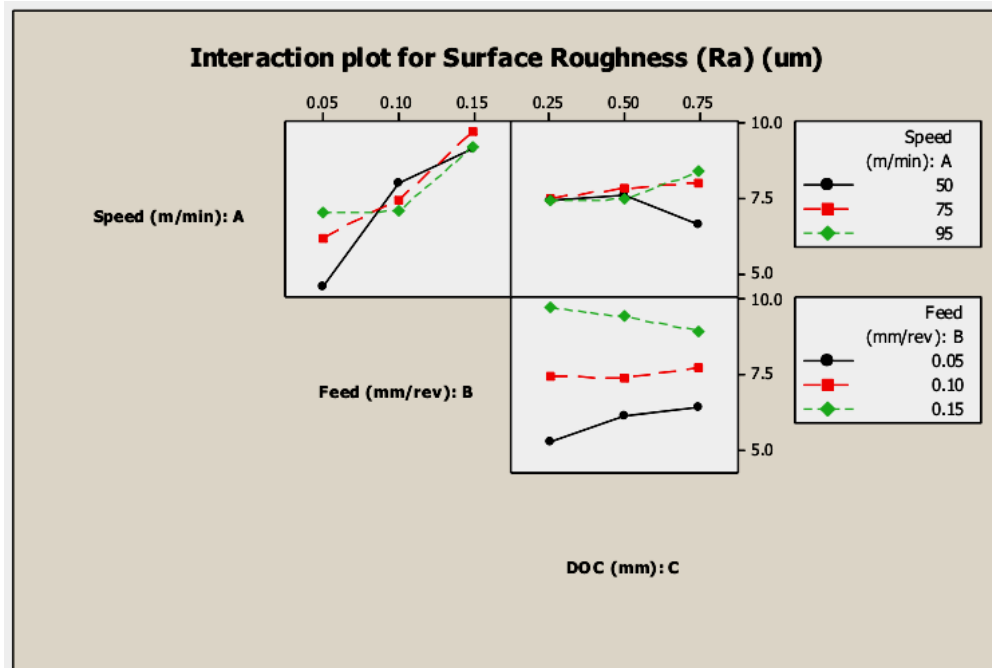 Interaction plot for Surface Roughness (Ra) (um)
0.05 0.10 0.15 0.25 0.50 0.75
10.0
7.5
5.0
Speed (m/min): A
Speed
(m/min): A
50
75
95
10.0
7.5
5.0
Feed (mm/rev): B
Feed
(mm/rev): B
0.05
0.10
0.15
DOC (mm): C